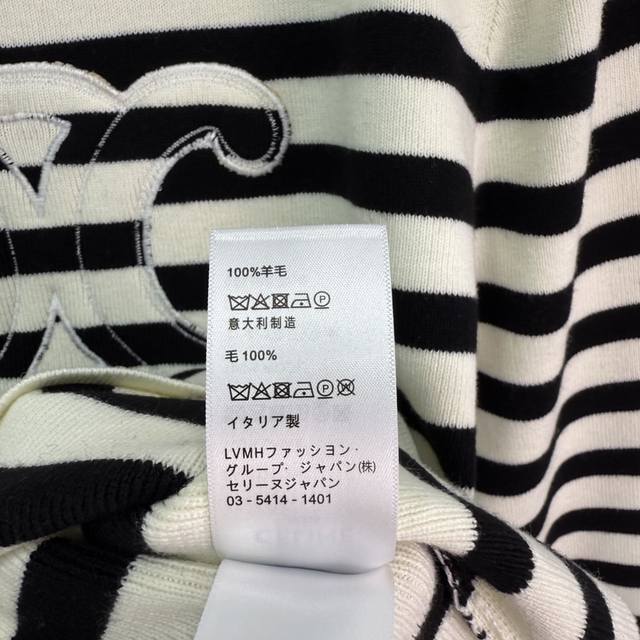 100%羊毛
P
意大利制造
毛 100%
P
イタリア製
LVMHファッション・
グループ・ジャパン(株)
セリーヌジャパン
03 - 5414 - 1401